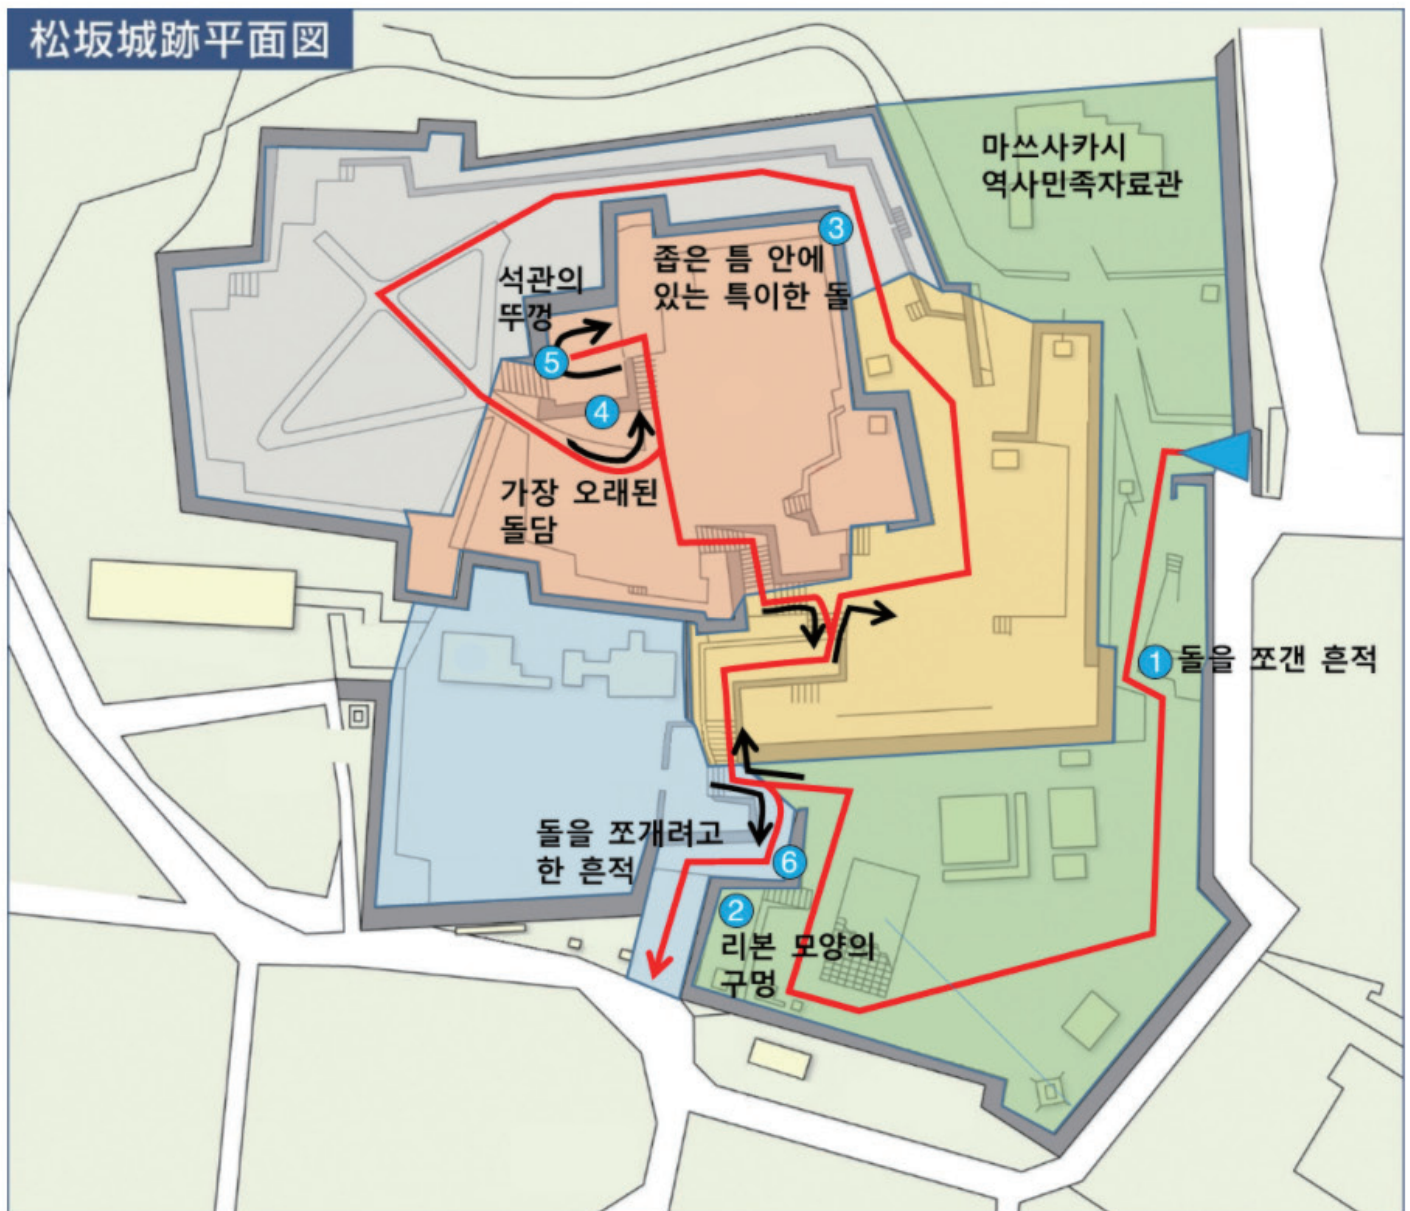 松坂城跡平面図
마쓰사카시
역사민족자료관
3
좁은 틈 안에
있는 특이한 돌
석관의
뚜껑
5
4
가장 오래된
돌담
1
돌을 쪼갠 흔적
돌을 쪼개려고
한 흔적
6
2
리본 모양의
구멍